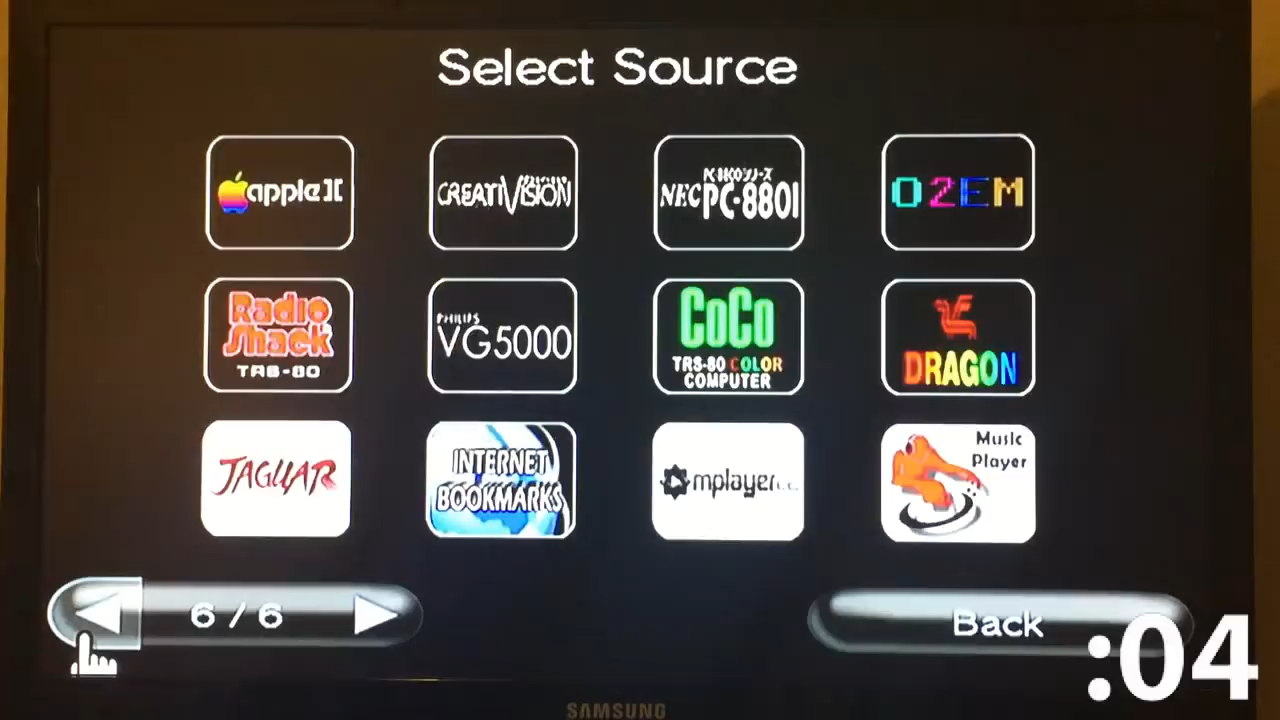 Select Source
apple ][
CREATIVISION
NEC PC-8801
O2EM
Radio
Shack
TRS-80
PHILIPS
VG5000
CoCo
TRS-80 COLOR
COMPUTER
DRAGON
JAGUAR
INTERNET
BOOKMARKS
mplayer
Music
Player
6 / 6
Back
:04
SAMSUNG